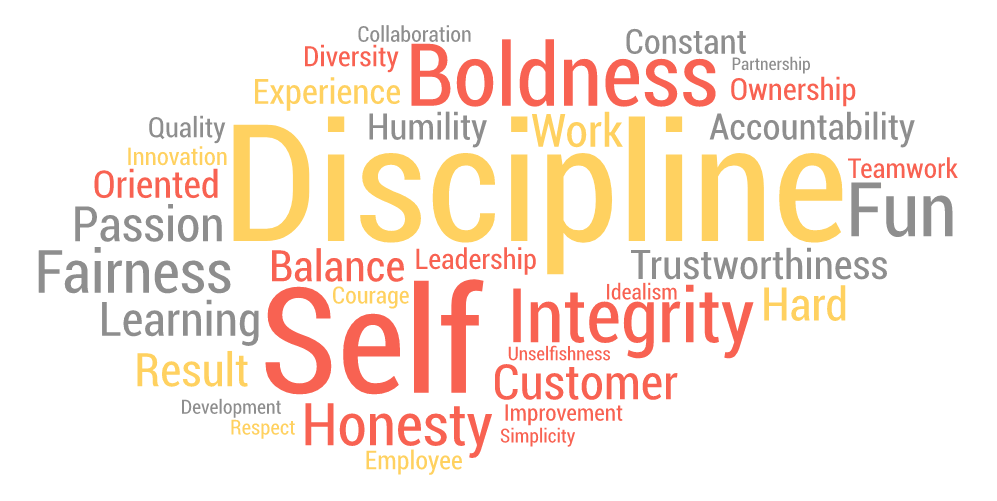 Collaboration
Constant
Diversity
Boldness
Partnership
Experience
Ownership
Quality
Humility
Work
Accountability
Innovation
Discipline
Teamwork
Oriented
Passion
Fun
Fairness
Balance
Leadership
Trustworthiness
Courage
Self
Idealism
Hard
Learning
Integrity
Unselfishness
Result
Customer
Development
Improvement
Respect
Honesty
Simplicity
Employee